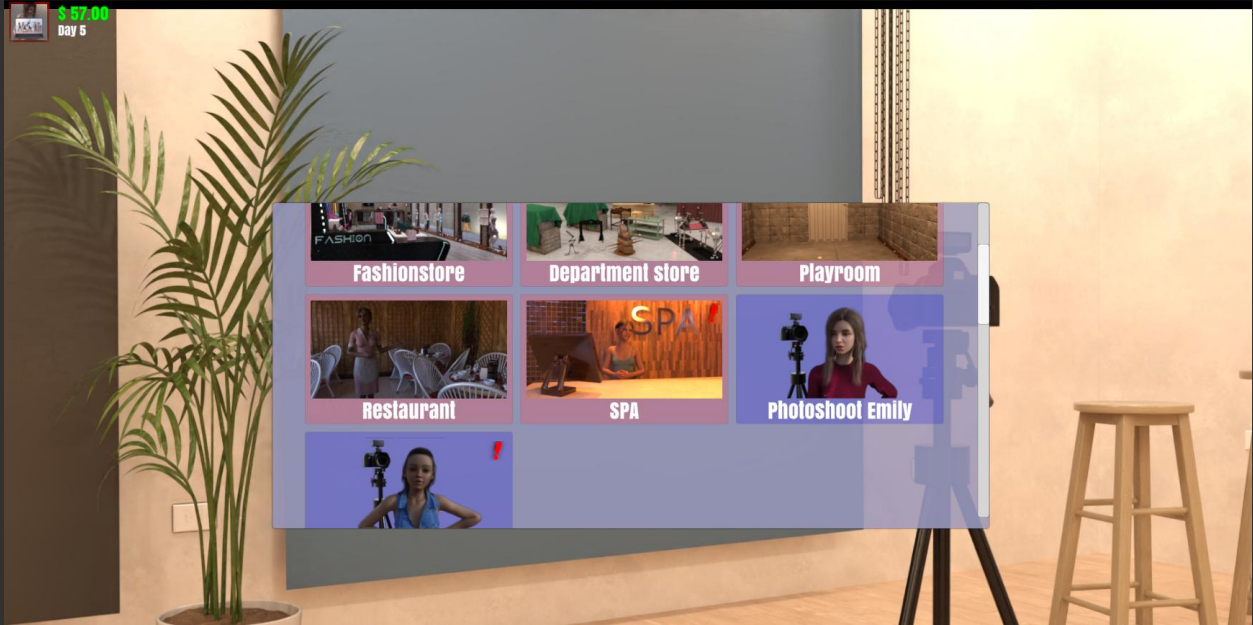 $ 57.00
Day 5
FASHION
Fashionstore
Department store
Playroom
SPA
Restaurant
SPA
Photoshoot Emily